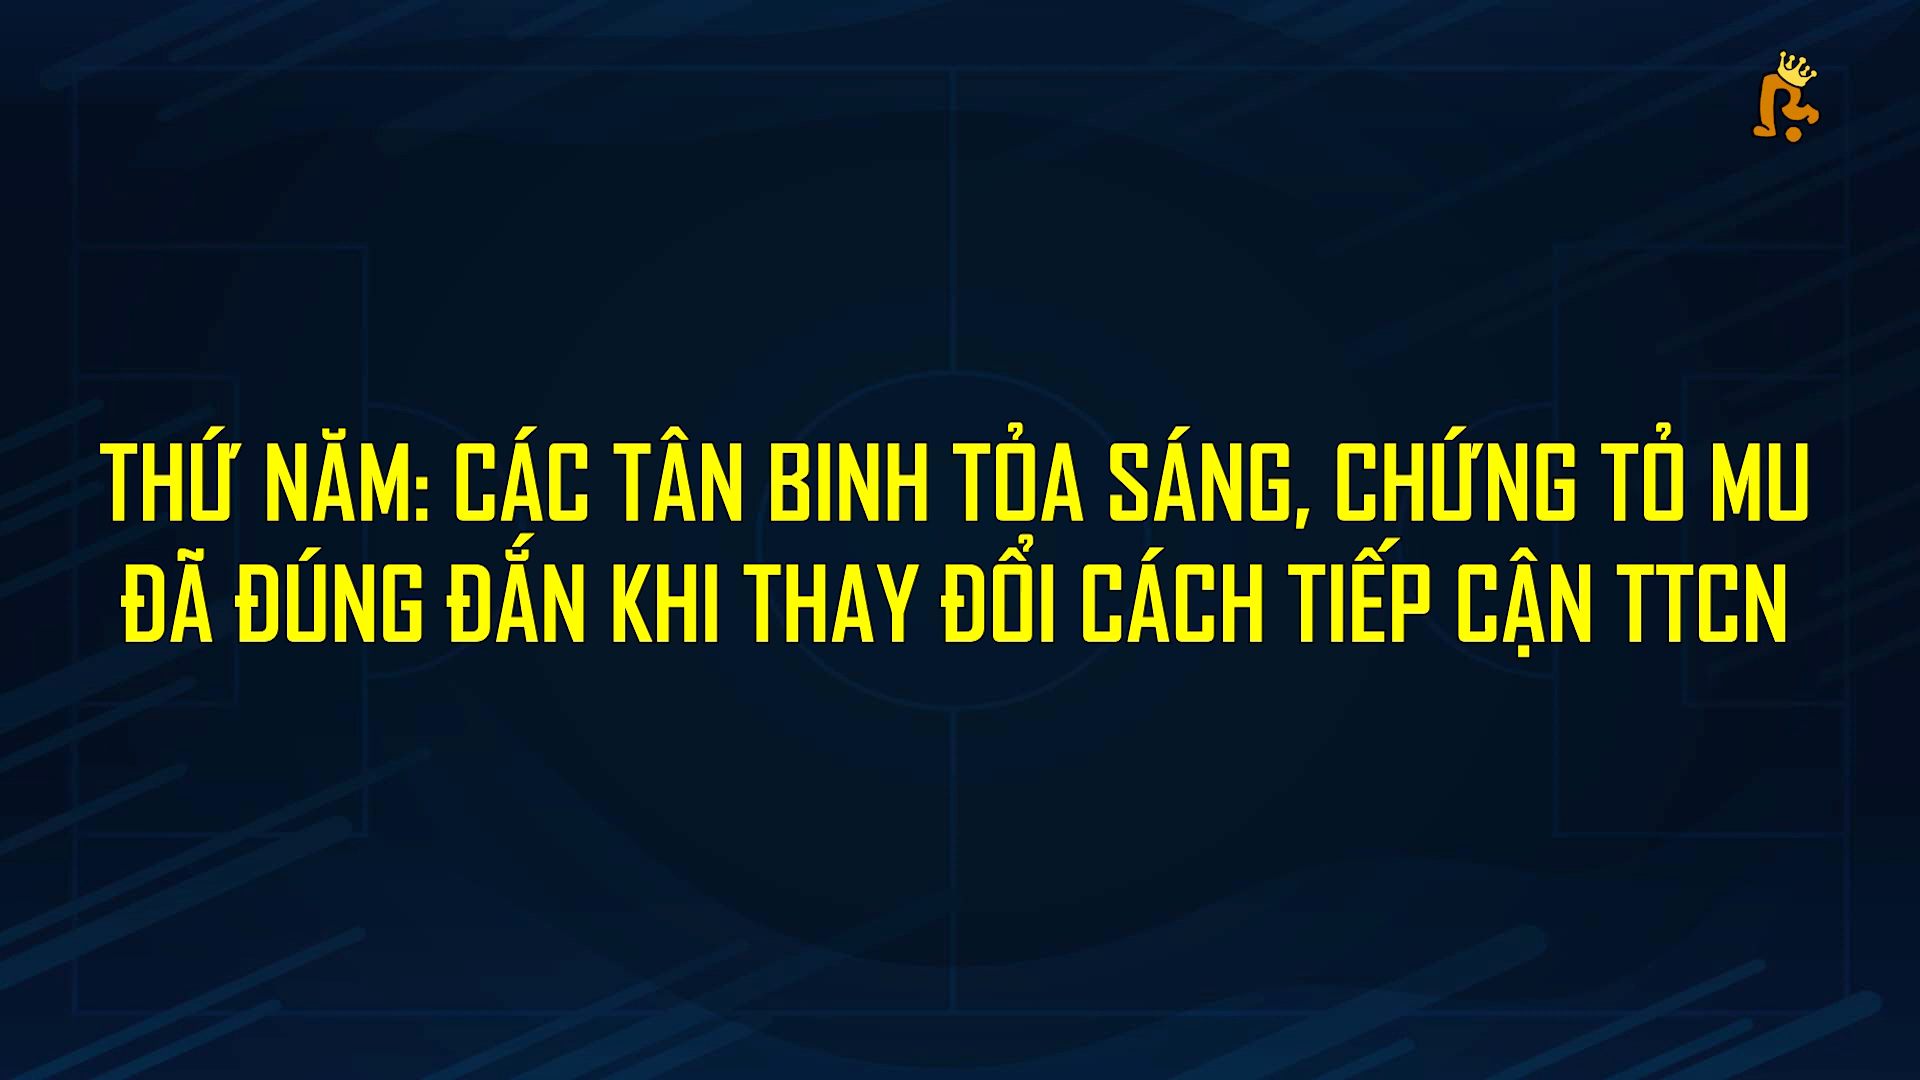 THỨ NĂM: CÁC TÂN BINH TỎA SÁNG, CHỨNG TỎ MU
ĐÃ ĐÚNG ĐẮN KHI THAY ĐỔI CÁCH TIẾP CẬN TTCN